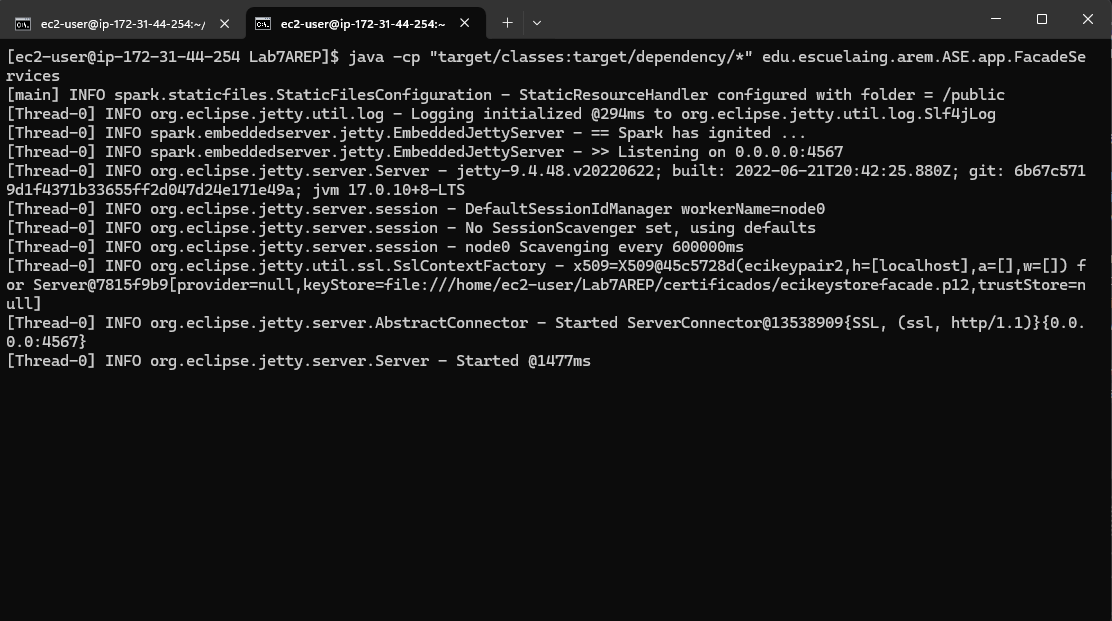 ec2-user@ip-172-31-44-254:~/
ec2-user@ip-172-31-44-254:~
[ec2-user@ip-172-31-44-254 Lab7AREP]$ java -cp "target/classes:target/dependency/*" edu.escuelaing.arem.ASE.app.FacadeSe
rvices
[main] INFO spark.staticfiles.StaticFilesConfiguration - StaticResourceHandler configured with folder = /public
[Thread-0] INFO org.eclipse.jetty.util.log - Logging initialized @294ms to org.eclipse.jetty.util.log.Slf4jLog
[Thread-0] INFO spark.embeddedserver.jetty.EmbeddedJettyServer - == Spark has ignited ...
[Thread-0] INFO spark.embeddedserver.jetty.EmbeddedJettyServer - >> Listening on 0.0.0.0:4567
[Thread-0] INFO org.eclipse.jetty.server.Server - jetty-9.4.48.v20220622; built: 2022-06-21T20:42:25.880Z; git: 6b67c571
9d1f4371b33655ff2d047d24e171e49a; jvm 17.0.10+8-LTS
[Thread-0] INFO org.eclipse.jetty.server.session - DefaultSessionIdManager workerName=node0
[Thread-0] INFO org.eclipse.jetty.server.session - No SessionScavenger set, using defaults
[Thread-0] INFO org.eclipse.jetty.server.session - node0 Scavenging every 600000ms
[Thread-0] INFO org.eclipse.jetty.util.ssl.SslContextFactory - x509=X509@45c5728d(ecikeypair2,h=[localhost],a=[],w=[]) f
or Server@7815f9b9[provider=null,keyStore=file:///home/ec2-user/Lab7AREP/certificados/ecikeystorefacade.p12,trustStore=n
ull]
[Thread-0] INFO org.eclipse.jetty.server.AbstractConnector - Started ServerConnector@13538909{SSL, (ssl, http/1.1)}{0.0.
0.0:4567}
[Thread-0] INFO org.eclipse.jetty.server.Server - Started @1477ms